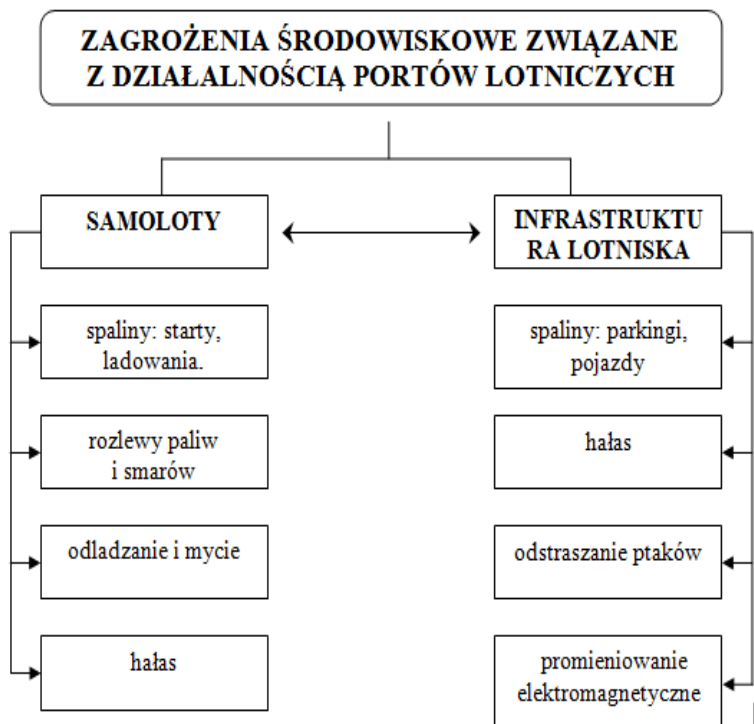 ZAGROŻENIA ŚRODOWISKOWE ZWIĄZANE
Z DZIAŁALNOŚCIĄ PORTÓW LOTNICZYCH
SAMOLOTY
INFRASTRUKTU
RA LOTNISKA
spaliny: starty,
ladowania.
spaliny: parkingi,
pojazdy
rozlewy paliw
i smarów
hałas
odladzanie i mycie
odstraszanie ptaków
hałas
promieniowanie
elektromagnetyczne